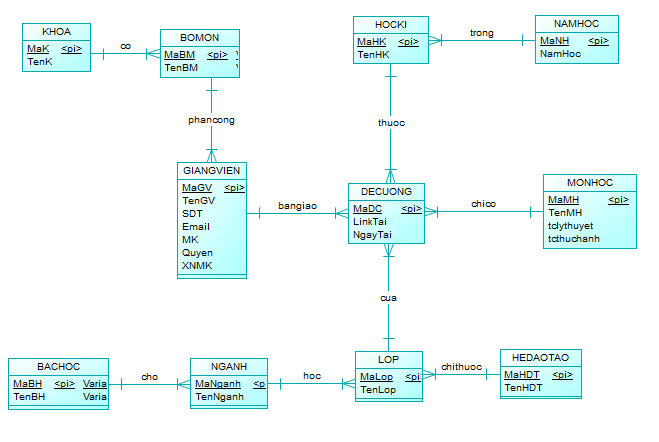 KHOA
MaK <pi>
TenK
co
BOMON
MaBM <pi>
TenBM
HOCKI
MaHK <pi>
TenHK
trong
NAMHOC
MaNH <pi>
NamHoc
phancong
thuoc
GIANGVIEN
MaGV <pi>
TenGV
SDT
Email
MK
Quyen
XNMK
bangiao
DECUONG
MaDC <pi>
LinkTai
NgayTai
chico
MONHOC
MaMH <pi>
TenMH
tclythuyet
tcthuchanh
cua
BACHOC
MaBH <pi> Varia
TenBH Varia
cho
NGANH
MaNganh <p
TenNganh
hoc
LOP
MaLop <pi
TenLop
chithuoc
HEDAOTAO
MaHDT <pi>
TenHDT